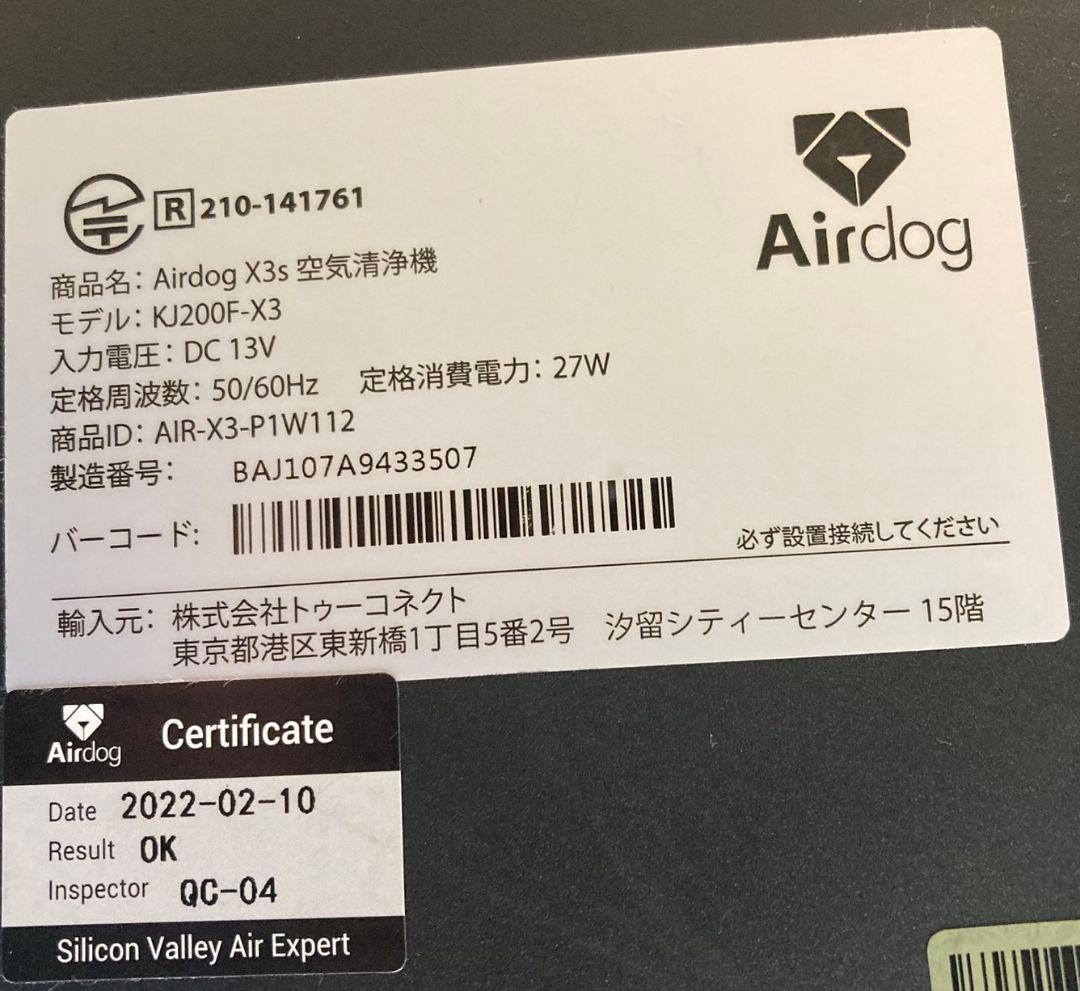 R 210-141761
Airdog
商品名： Airdog X3s 空気清浄機
モデル： KJ200F-X3
入力電圧： DC 13V
定格周波数： 50/60Hz 定格消費電力： 27W
商品ID： AIR-X3-P1W112
製造番号： BAJ107A9433507
バーコード:
必ず設置接続してください
輸入元： 株式会社トゥーコネクト
東京都港区東新橋1丁目5番2号 汐留シティーセンター 15階
Airdog Certificate
Date 2022-02-10
Result OK
Inspector QC-04
Silicon Valley Air Expert